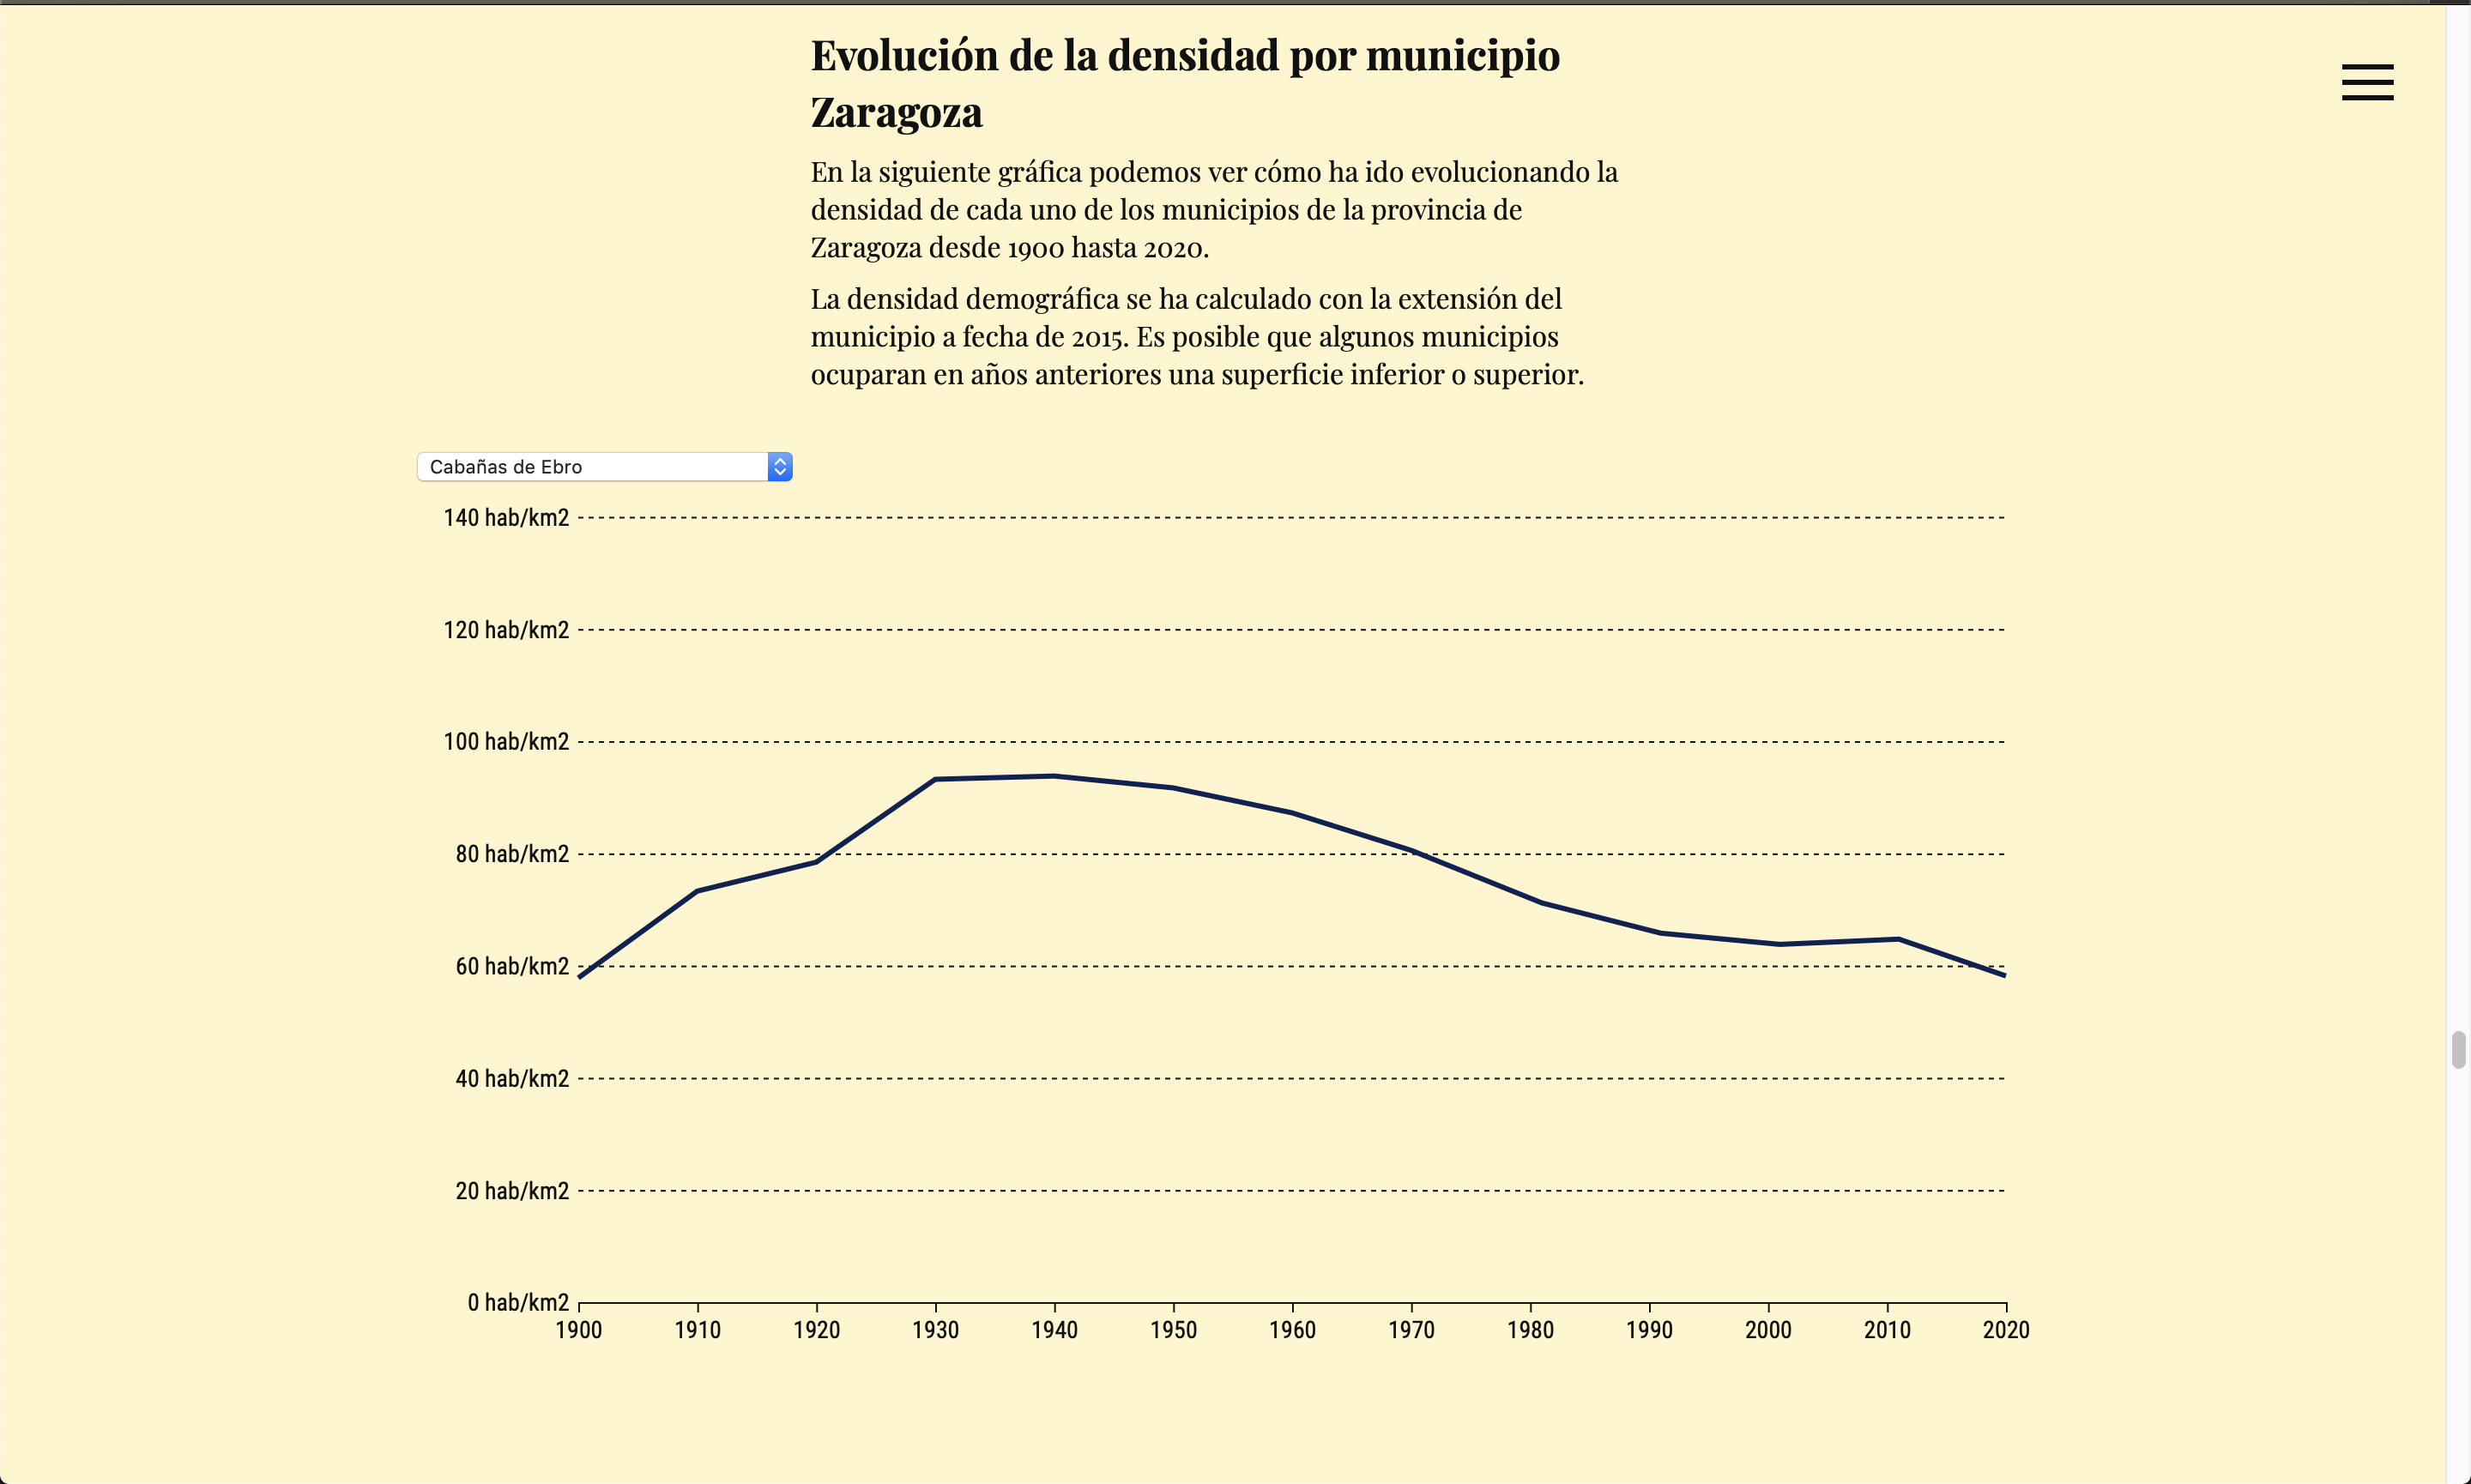 Evolución de la densidad por municipio
Zaragoza
En la siguiente gráfica podemos ver cómo ha ido evolucionando la
densidad de cada uno de los municipios de la provincia de
Zaragoza desde 1900 hasta 2020.
La densidad demográfica se ha calculado con la extensión del
municipio a fecha de 2015. Es posible que algunos municipios
ocuparan en años anteriores una superficie inferior o superior.
Cabañas de Ebro
140 hab/km2
120 hab/km2
100 hab/km2
80 hab/km2
60 hab/km2
40 hab/km2
20 hab/km2
0 hab/km2
1900 1910 1920 1930 1940 1950 1960 1970 1980 1990 2000 2010 2020